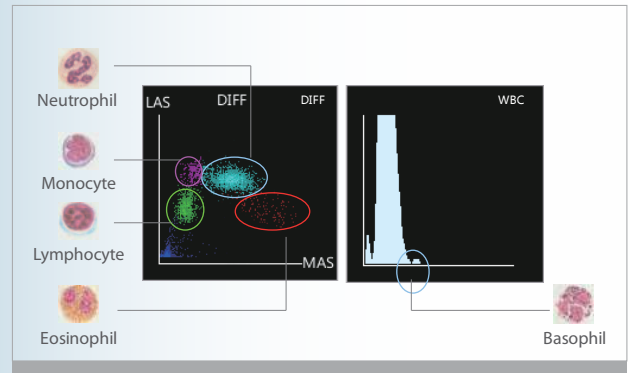 Neutrophil
LAS DIFF DIFF
WBC
Monocyte
Lymphocyte
MAS
Eosinophil
Basophil